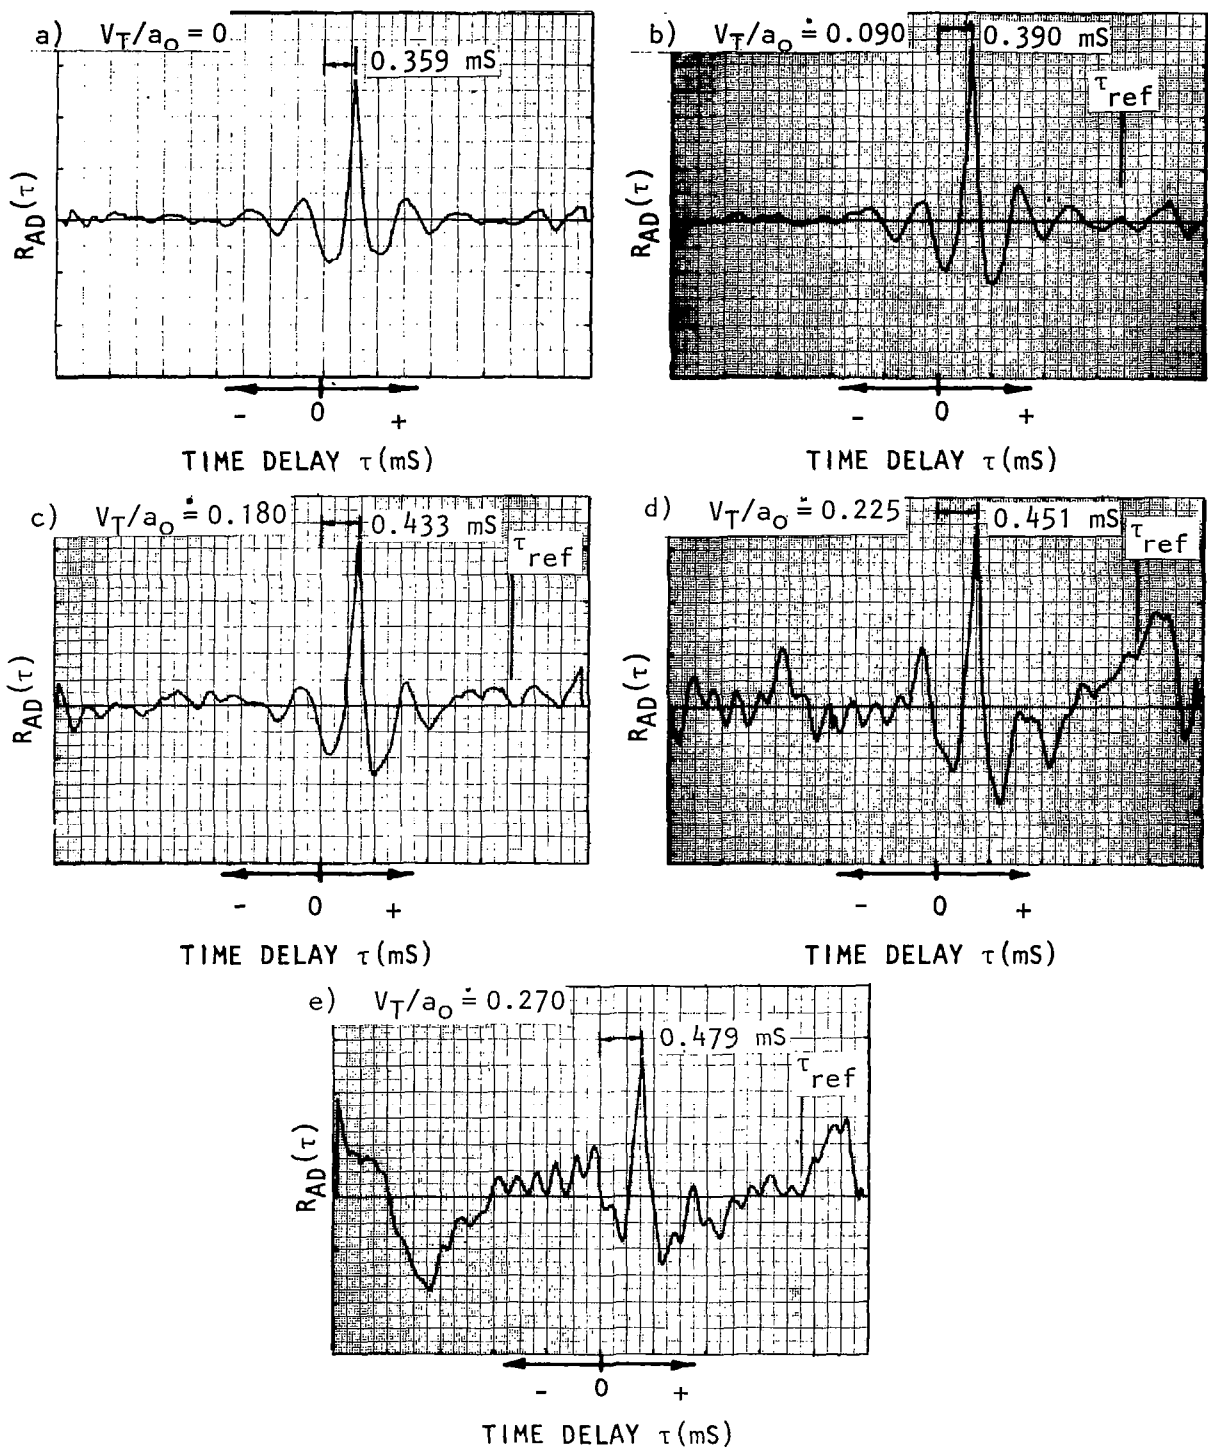 a) V_T/a_o = 0
0.359 mS
R_AD(τ)
- 0 +
TIME DELAY τ(mS)
b) V_T/a_o ≐ 0.090
0.390 mS
τ_ref
R_AD(τ)
- 0 +
TIME DELAY τ(mS)
c) V_T/a_o ≐ 0.180
0.433 mS
τ_ref
R_AD(τ)
- 0 +
TIME DELAY τ(mS)
d) V_T/a_o ≐ 0.225
0.451 mS
τ_ref
R_AD(τ)
- 0 +
TIME DELAY τ(mS)
e) V_T/a_o ≐ 0.270
0.479 mS
τ_ref
R_AD(τ)
- 0 +
TIME DELAY τ(mS)